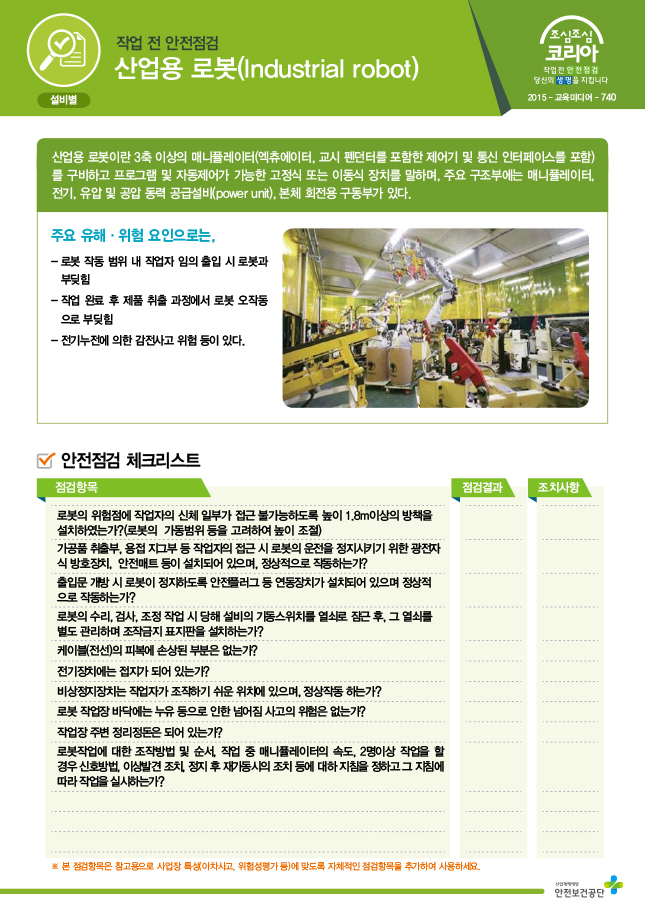 작업 전 안전점검
산업용 로봇(Industrial robot)
설비별
조심조심
코리아
작업전 안전점검
당신의 생명을 지킵니다
2015 - 교육미디어 - 740
산업용 로봇이란 3축 이상의 매니퓰레이터(엑츄에이터, 교시 펜던터를 포함한 제어기 및 통신 인터페이스를 포함)
를 구비하고 프로그램 및 자동제어가 가능한 고정식 또는 이동식 장치를 말하며, 주요 구조부에는 매니퓰레이터,
전기, 유압 및 공압 동력 공급설비(power unit), 본체 회전용 구동부가 있다.
주요 유해 · 위험 요인으로는,
– 로봇 작동 범위 내 작업자 임의 출입 시 로봇과
부딪힘
– 작업 완료 후 제품 취출 과정에서 로봇 오작동
으로 부딪힘
– 전기누전에 의한 감전사고 위험 등이 있다.
안전점검 체크리스트
점검항목 점검결과 조치사항
로봇의 위험점에 작업자의 신체 일부가 접근 불가능하도록 높이 1.8m이상의 방책을
설치하였는가?(로봇의 가동범위 등을 고려하여 높이 조절)
가공품 취출부, 용접 지그부 등 작업자의 접근 시 로봇의 운전을 정지시키기 위한 광전자
식 방호장치, 안전매트 등이 설치되어 있으며, 정상적으로 작동하는가?
출입문 개방 시 로봇이 정지하도록 안전플러그 등 연동장치가 설치되어 있으며 정상적
으로 작동하는가?
로봇의 수리, 검사, 조정 작업 시 당해 설비의 기동스위치를 열쇠로 잠근 후, 그 열쇠를
별도 관리하며 조작금지 표지판을 설치하는가?
케이블(전선)의 피복에 손상된 부분은 없는가?
전기장치에는 접지가 되어 있는가?
비상정지장치는 작업자가 조작하기 쉬운 위치에 있으며, 정상작동 하는가?
로봇 작업장 바닥에는 누유 등으로 인한 넘어짐 사고의 위험은 없는가?
작업장 주변 정리정돈은 되어 있는가?
로봇작업에 대한 조작방법 및 순서, 작업 중 매니퓰레이터의 속도, 2명이상 작업을 할
경우 신호방법, 이상발견 조치, 정지 후 재기동시의 조치 등에 대하 지침을 정하고 그 지침에
따라 작업을 실시하는가?
※ 본 점검항목은 참고용으로 사업장 특성(아차사고, 위험성평가 등)에 맞도록 자체적인 점검항목을 추가하여 사용하세요.
산업재해예방
안전보건공단